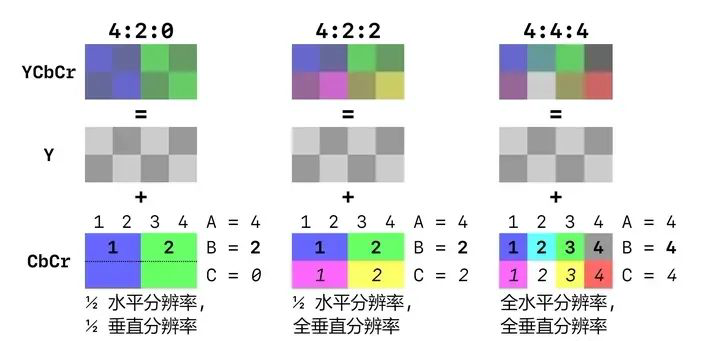 4:2:0 4:2:2 4:4:4
YCbCr
= = =
Y
+ + +
1 2 3 4 A = 4 1 2 3 4 A = 4 1 2 3 4 A = 4
CbCr 1 2 B = 2 1 2 B = 2 1 2 3 4 B = 4
C = 0 1 2 C = 2 1 2 3 4 C = 4
½ 水平分辨率, ½ 水平分辨率, 全水平分辨率,
½ 垂直分辨率 全垂直分辨率 全垂直分辨率